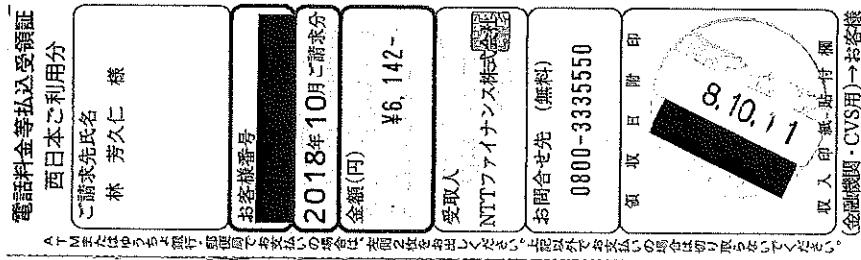 電話料金等払込受領証
西日本ご利用分
ご請求先氏名
林 芳久仁 様
お客様番号
2018年10月ご請求分
金額(円)
¥6,142-
受取人
NTTファイナンス株式会社
お問合せ先 (無料)
0800-3335550
領収日附印
8.10.11
収入印紙貼付欄
(金融機関・CVS用)→お客様
ATMまたはゆうちょ銀行・郵便局でお支払いの場合は、左側2枚をお出しください。上記以外でお支払いの場合は切り取らないでください。